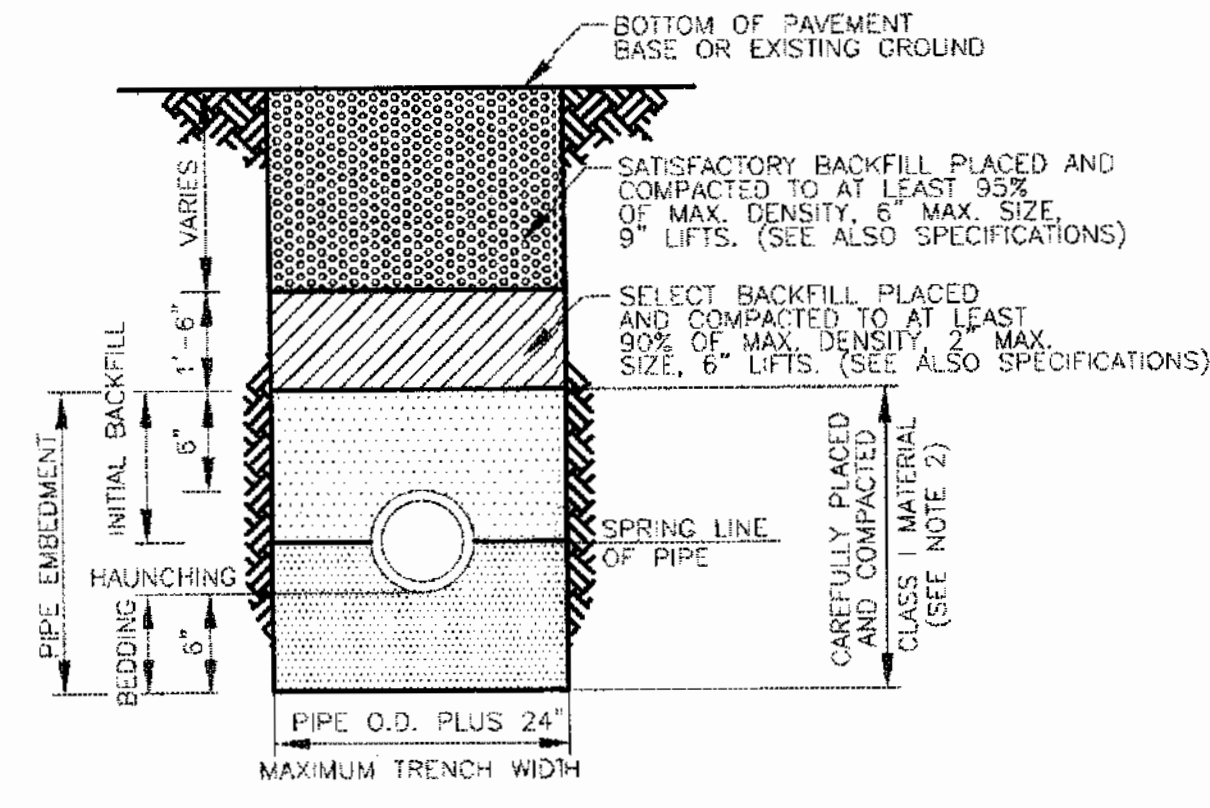 BOTTOM OF PAVEMENT
BASE OR EXISTING GROUND
SATISFACTORY BACKFILL PLACED AND
COMPACTED TO AT LEAST 95%
OF MAX. DENSITY, 6" MAX. SIZE,
9" LIFTS. (SEE ALSO SPECIFICATIONS)
SELECT BACKFILL PLACED
AND COMPACTED TO AT LEAST
90% OF MAX. DENSITY, 2" MAX.
SIZE, 6" LIFTS. (SEE ALSO SPECIFICATIONS)
VARIES
1'-6"
INITIAL BACKFILL
6"
PIPE EMBEDMENT
HAUNCHING
BEDDING
6"
SPRING LINE
OF PIPE
CAREFULLY PLACED
AND COMPACTED
CLASS I MATERIAL
(SEE NOTE 2)
PIPE O.D. PLUS 24"
MAXIMUM TRENCH WIDTH